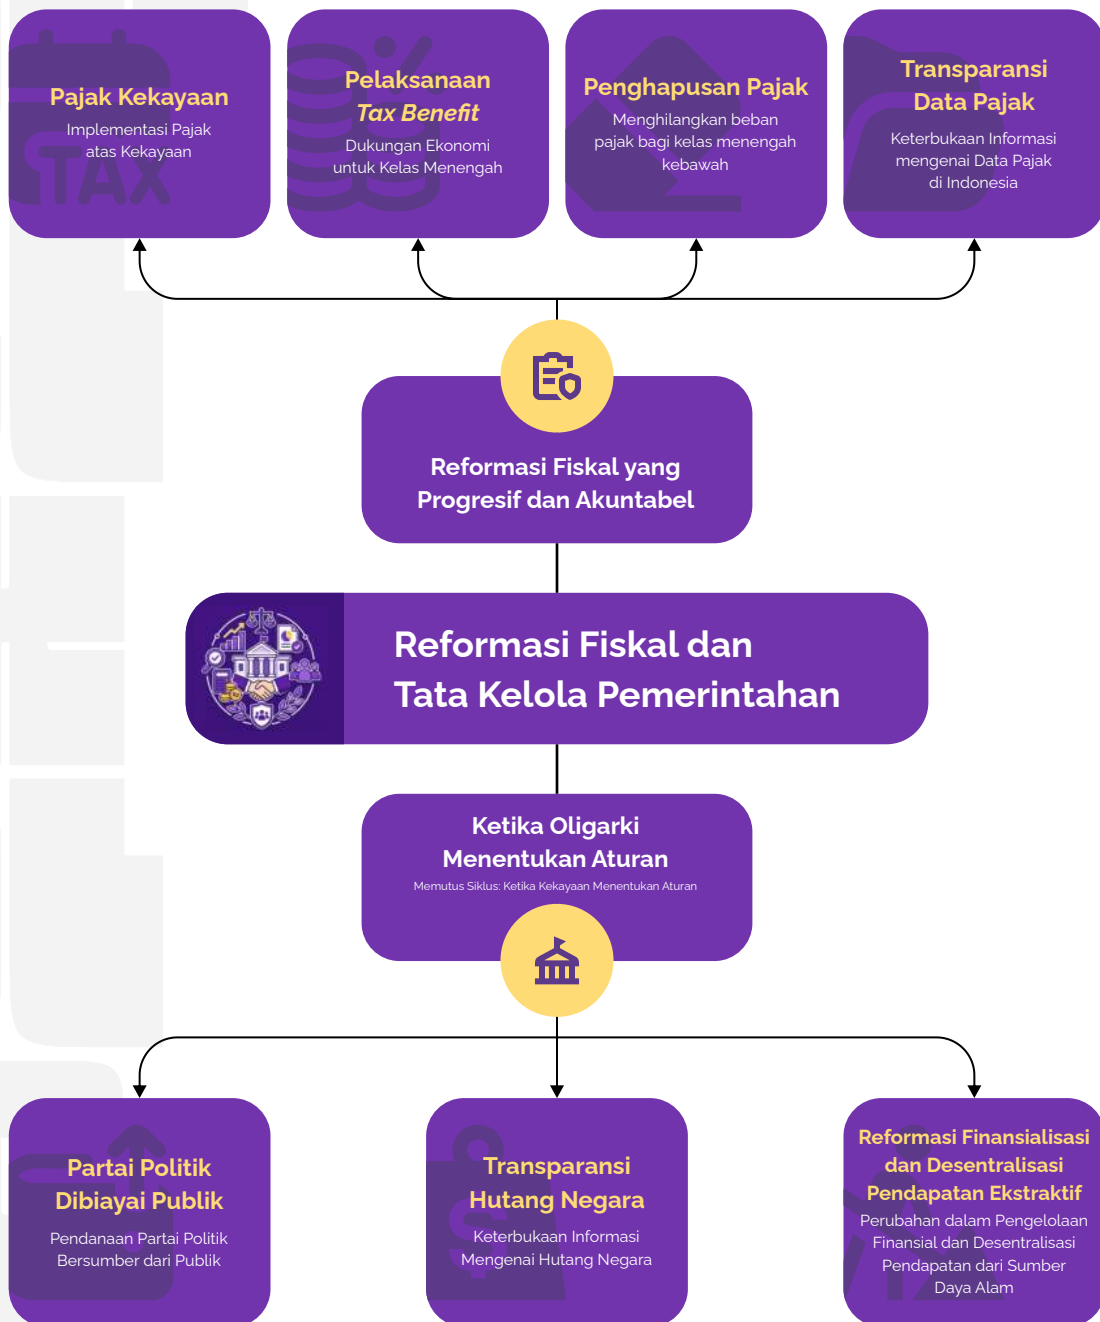 Pajak Kekayaan
Implementasi Pajak
atas Kekayaan
TAX
Pelaksanaan
Tax Benefit
Dukungan Ekonomi
untuk Kelas Menengah
Penghapusan Pajak
Menghilangkan beban
pajak bagi kelas menengah
kebawah
Transparansi
Data Pajak
Keterbukaan Informasi
mengenai Data Pajak
di Indonesia
Reformasi Fiskal yang
Progresif dan Akuntabel
Reformasi Fiskal dan
Tata Kelola Pemerintahan
Ketika Oligarki
Menentukan Aturan
Memutus Siklus: Ketika Kekayaan Menentukan Aturan
Partai Politik
Dibiayai Publik
Pendanaan Partai Politik
Bersumber dari Publik
Transparansi
Hutang Negara
Keterbukaan Informasi
Mengenai Hutang Negara
Reformasi Finansialisasi
dan Desentralisasi
Pendapatan Ekstraktif
Perubahan dalam Pengelolaan
Finansial dan Desentralisasi
Pendapatan dari Sumber
Daya Alam